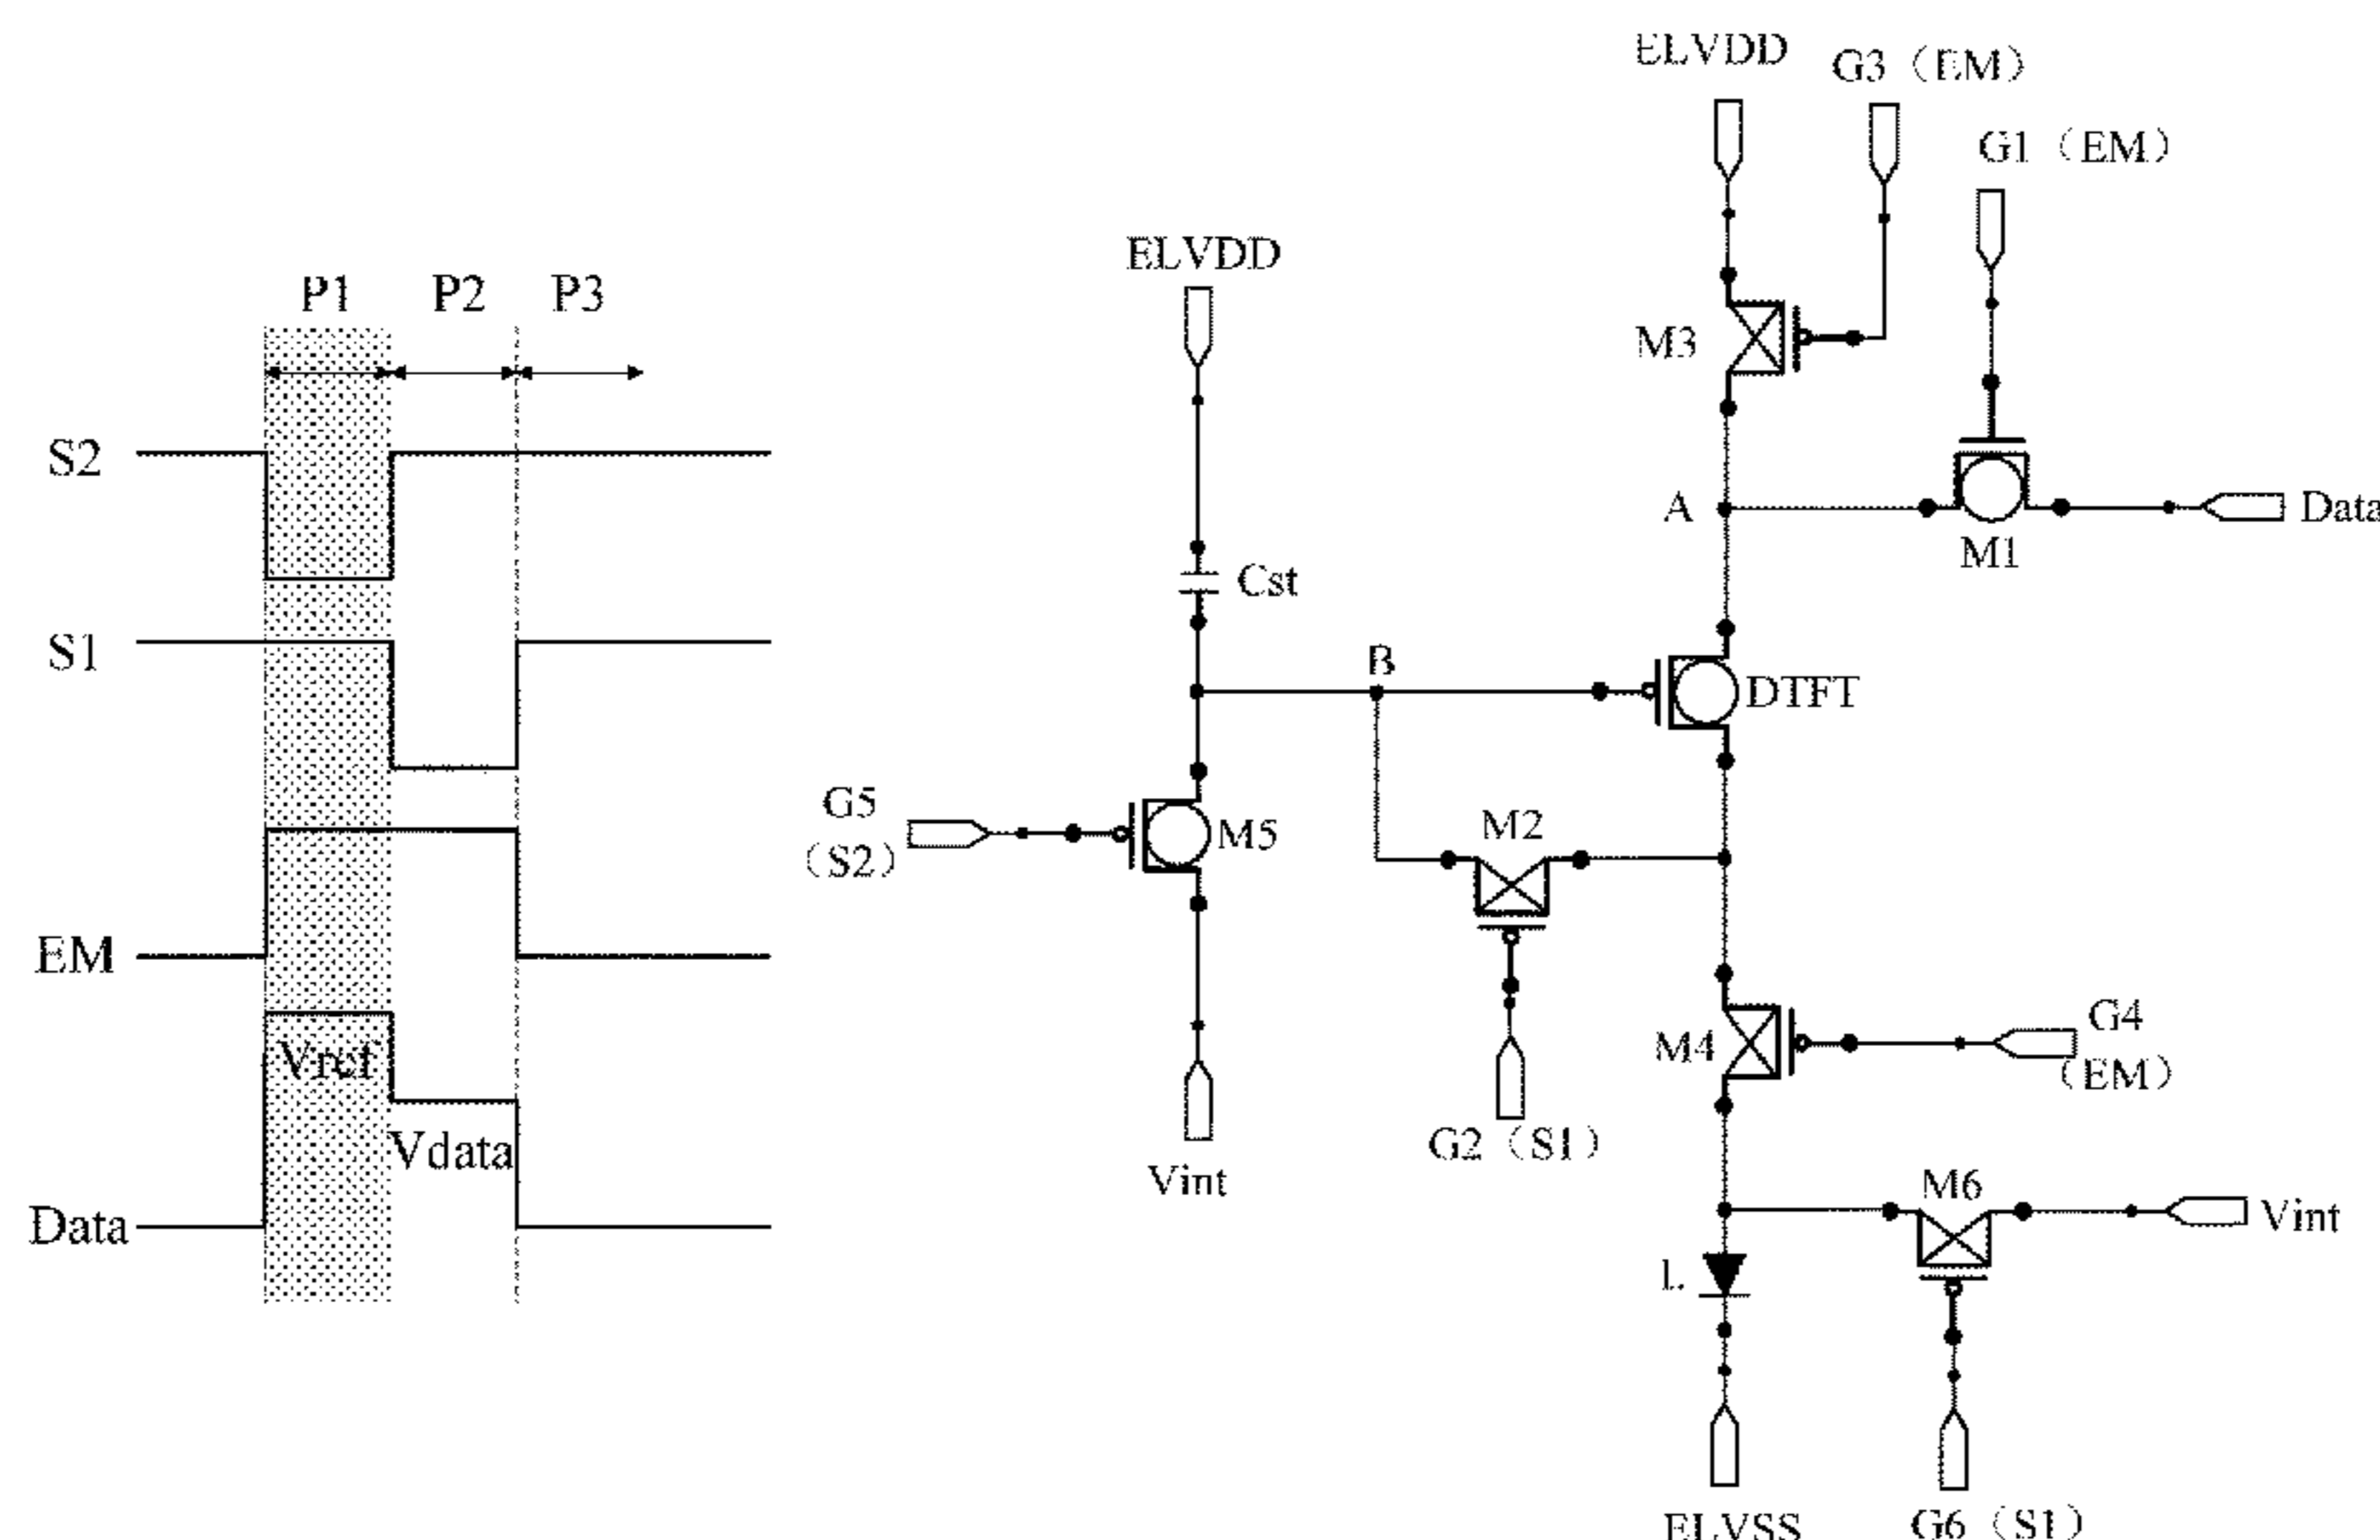 P1 P2 P3
S2
S1
EM
Vref
Vdata
Data
ELVDD
Cst
G5
(S2)
M5
Vint
B
ELVDD
G3 (EM)
G1 (EM)
M3
A
M1
Data
DTFT
M2
G2 (S1)
M4
G4
(EM)
M6
Vint
L
ELVSS
G6 (S1)